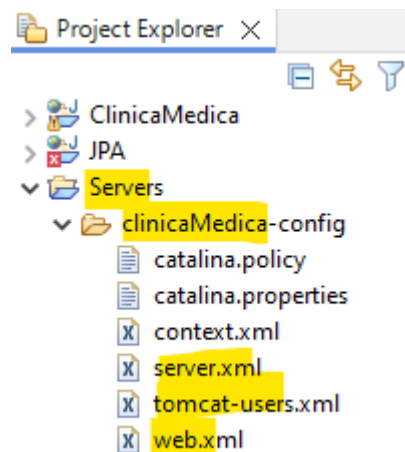 Project Explorer
ClinicaMedica
JPA
Servers
clinicaMedica-config
catalina.policy
catalina.properties
context.xml
server.xml
tomcat-users.xml
web.xml